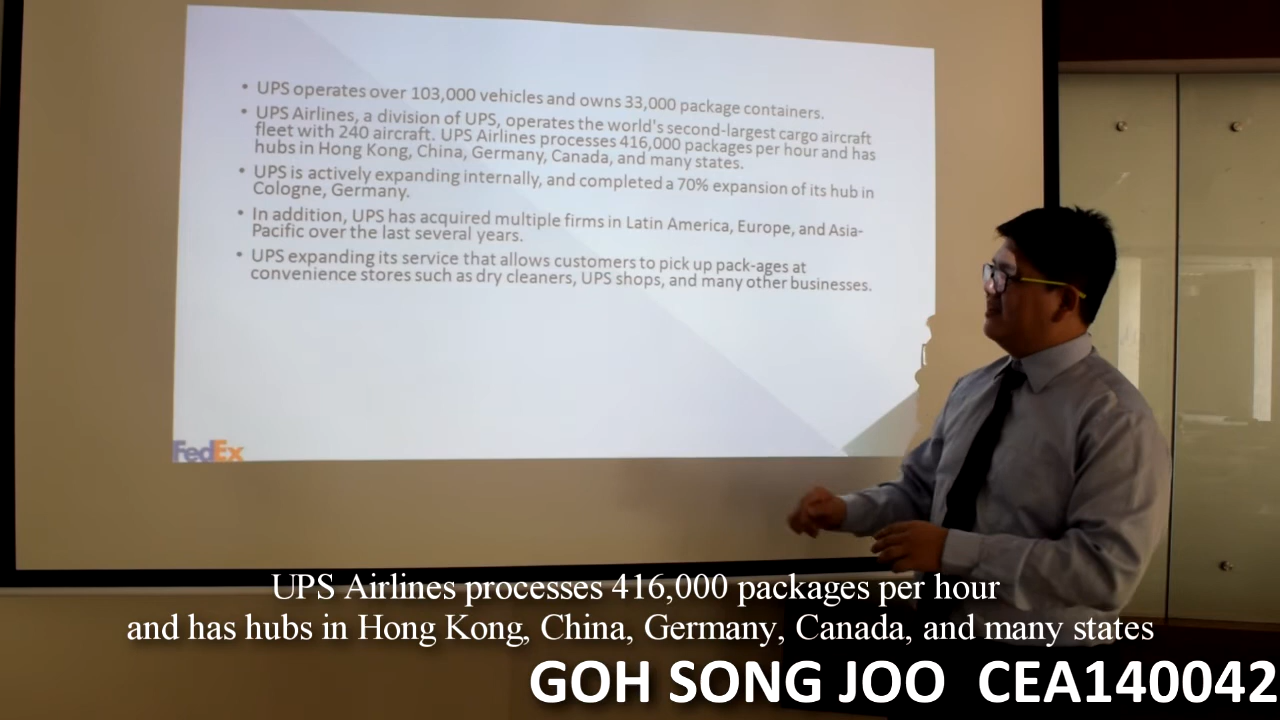 • UPS operates over 103,000 vehicles and owns 33,000 package containers.
• UPS Airlines, a division of UPS, operates the world's second-largest cargo aircraft
fleet with 240 aircraft. UPS Airlines processes 416,000 packages per hour and has
hubs in Hong Kong, China, Germany, Canada, and many states.
• UPS is actively expanding internally, and completed a 70% expansion of its hub in
Cologne, Germany.
• In addition, UPS has acquired multiple firms in Latin America, Europe, and Asia-
Pacific over the last several years.
• UPS expanding its service that allows customers to pick up pack-ages at
convenience stores such as dry cleaners, UPS shops, and many other businesses.
FedEx
UPS Airlines processes 416,000 packages per hour
and has hubs in Hong Kong, China, Germany, Canada, and many states
GOH SONG JOO CEA140042